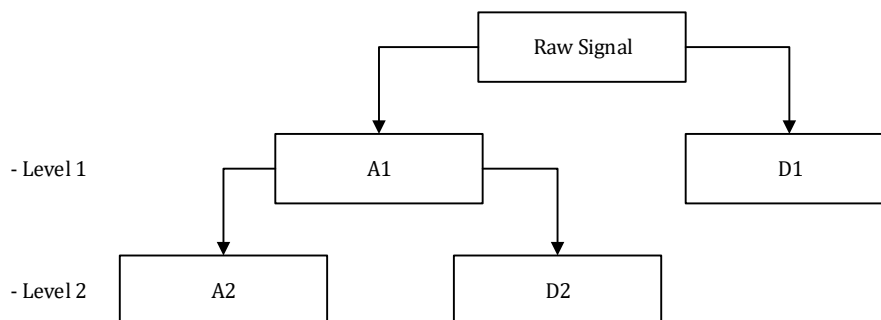 Raw Signal
- Level 1
A1
D1
- Level 2
A2
D2